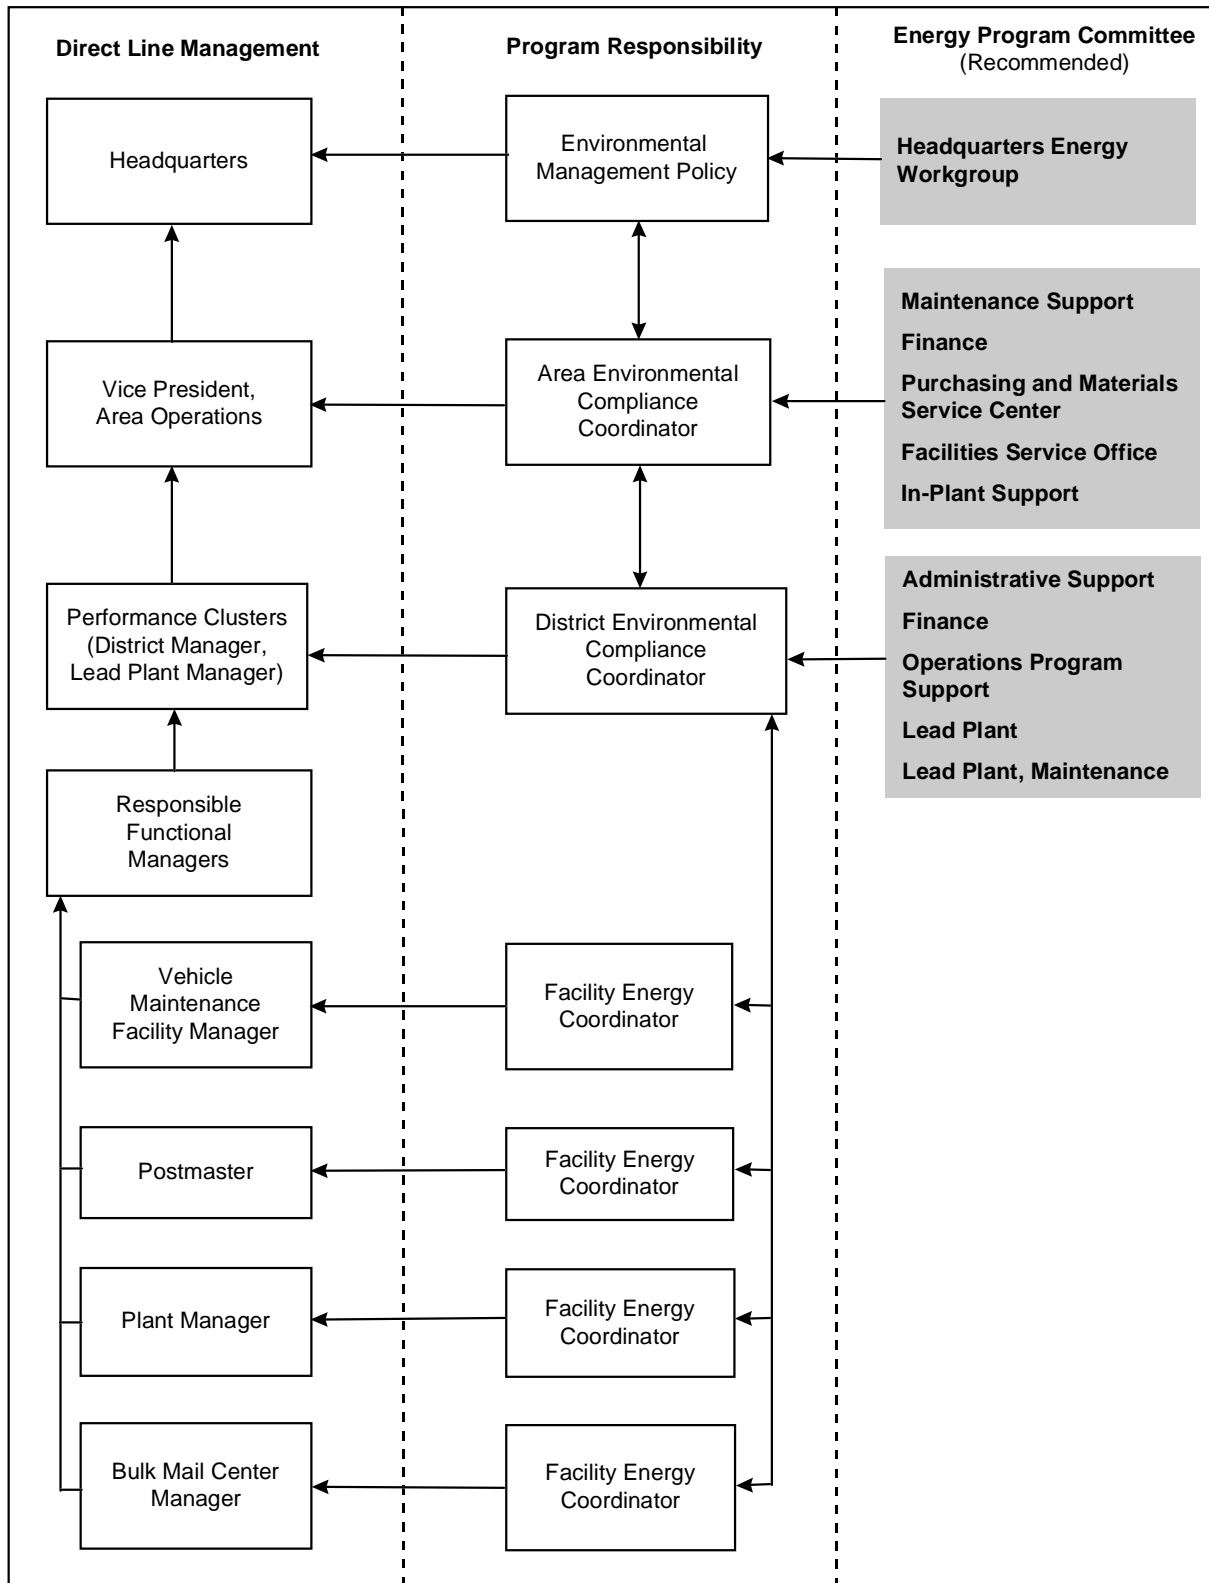 Direct Line Management
Program Responsibility
Energy Program Committee
(Recommended)
Headquarters
Environmental
Management Policy
Headquarters Energy
Workgroup
Vice President,
Area Operations
Area Environmental
Compliance
Coordinator
Maintenance Support
Finance
Purchasing and Materials
Service Center
Facilities Service Office
In-Plant Support
Performance Clusters
(District Manager,
Lead Plant Manager)
District Environmental
Compliance
Coordinator
Administrative Support
Finance
Operations Program
Support
Lead Plant
Lead Plant, Maintenance
Responsible
Functional
Managers
Vehicle
Maintenance
Facility Manager
Facility Energy
Coordinator
Postmaster
Facility Energy
Coordinator
Plant Manager
Facility Energy
Coordinator
Bulk Mail Center
Manager
Facility Energy
Coordinator